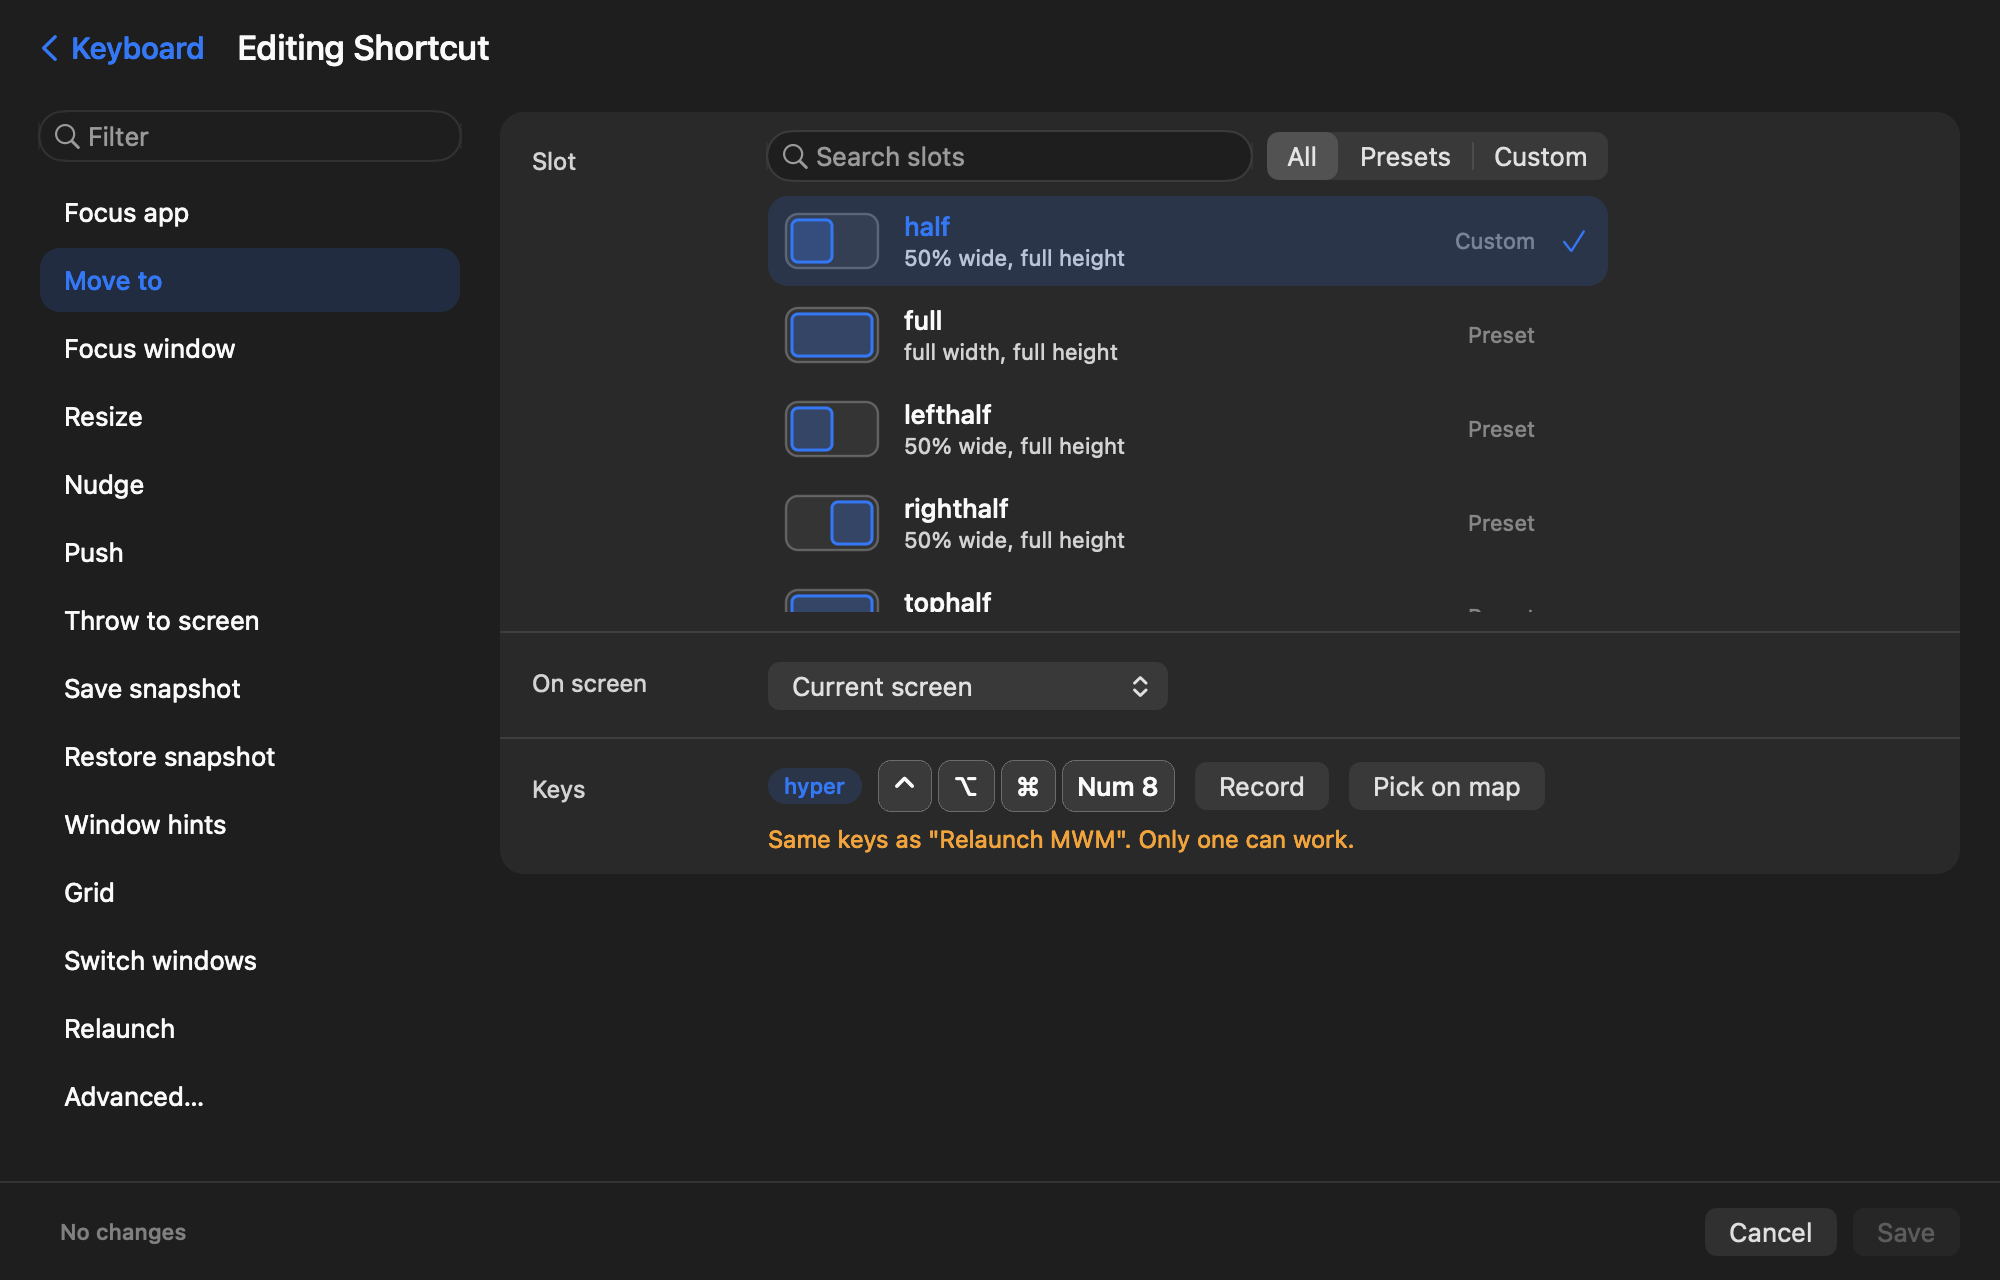 Keyboard Editing Shortcut
Filter
Focus app
Move to
Focus window
Resize
Nudge
Push
Throw to screen
Save snapshot
Restore snapshot
Window hints
Grid
Switch windows
Relaunch
Advanced...
Slot
Search slots
All Presets Custom
half
50% wide, full height
Custom
full
full width, full height
Preset
lefthalf
50% wide, full height
Preset
righthalf
50% wide, full height
Preset
tophalf
On screen
Current screen
Keys
hyper ^ ⌥ ⌘ Num 8 Record Pick on map
Same keys as "Relaunch MWM". Only one can work.
No changes
Cancel Save